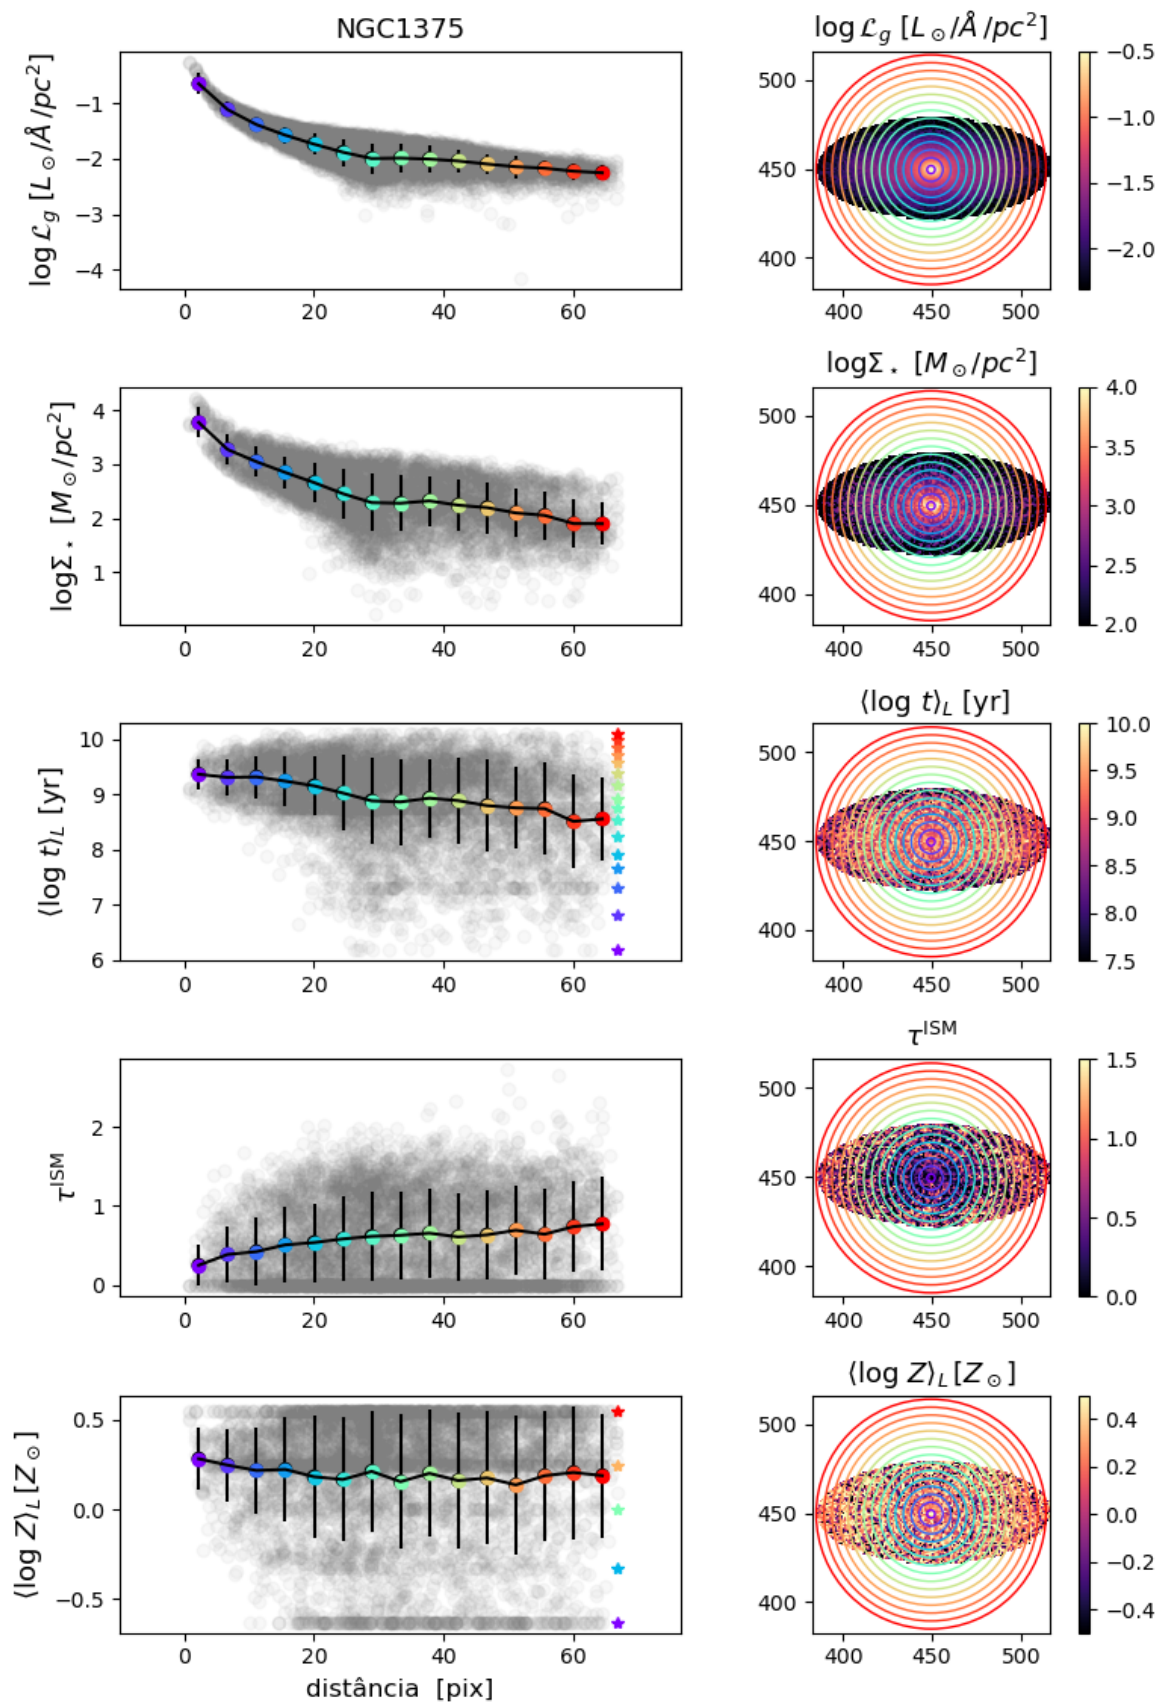 NGC1375
log ℒg [L⊙/Å/pc²]
log ℒg [L⊙/Å/pc²]
−1
−2
−3
−4
0 20 40 60
500
450
400
400 450 500
−0.5
−1.0
−1.5
−2.0
logΣ⋆ [M⊙/pc²]
logΣ⋆ [M⊙/pc²]
4
3
2
1
0 20 40 60
500
450
400
400 450 500
4.0
3.5
3.0
2.5
2.0
⟨log t⟩L [yr]
⟨log t⟩L [yr]
10
9
8
7
6
0 20 40 60
500
450
400
400 450 500
10.0
9.5
9.0
8.5
8.0
7.5
τISM
τISM
2
1
0
0 20 40 60
500
450
400
400 450 500
1.5
1.0
0.5
0.0
⟨log Z⟩L [Z⊙]
⟨log Z⟩L [Z⊙]
0.5
0.0
−0.5
0 20 40 60
distância [pix]
500
450
400
400 450 500
0.4
0.2
0.0
−0.2
−0.4